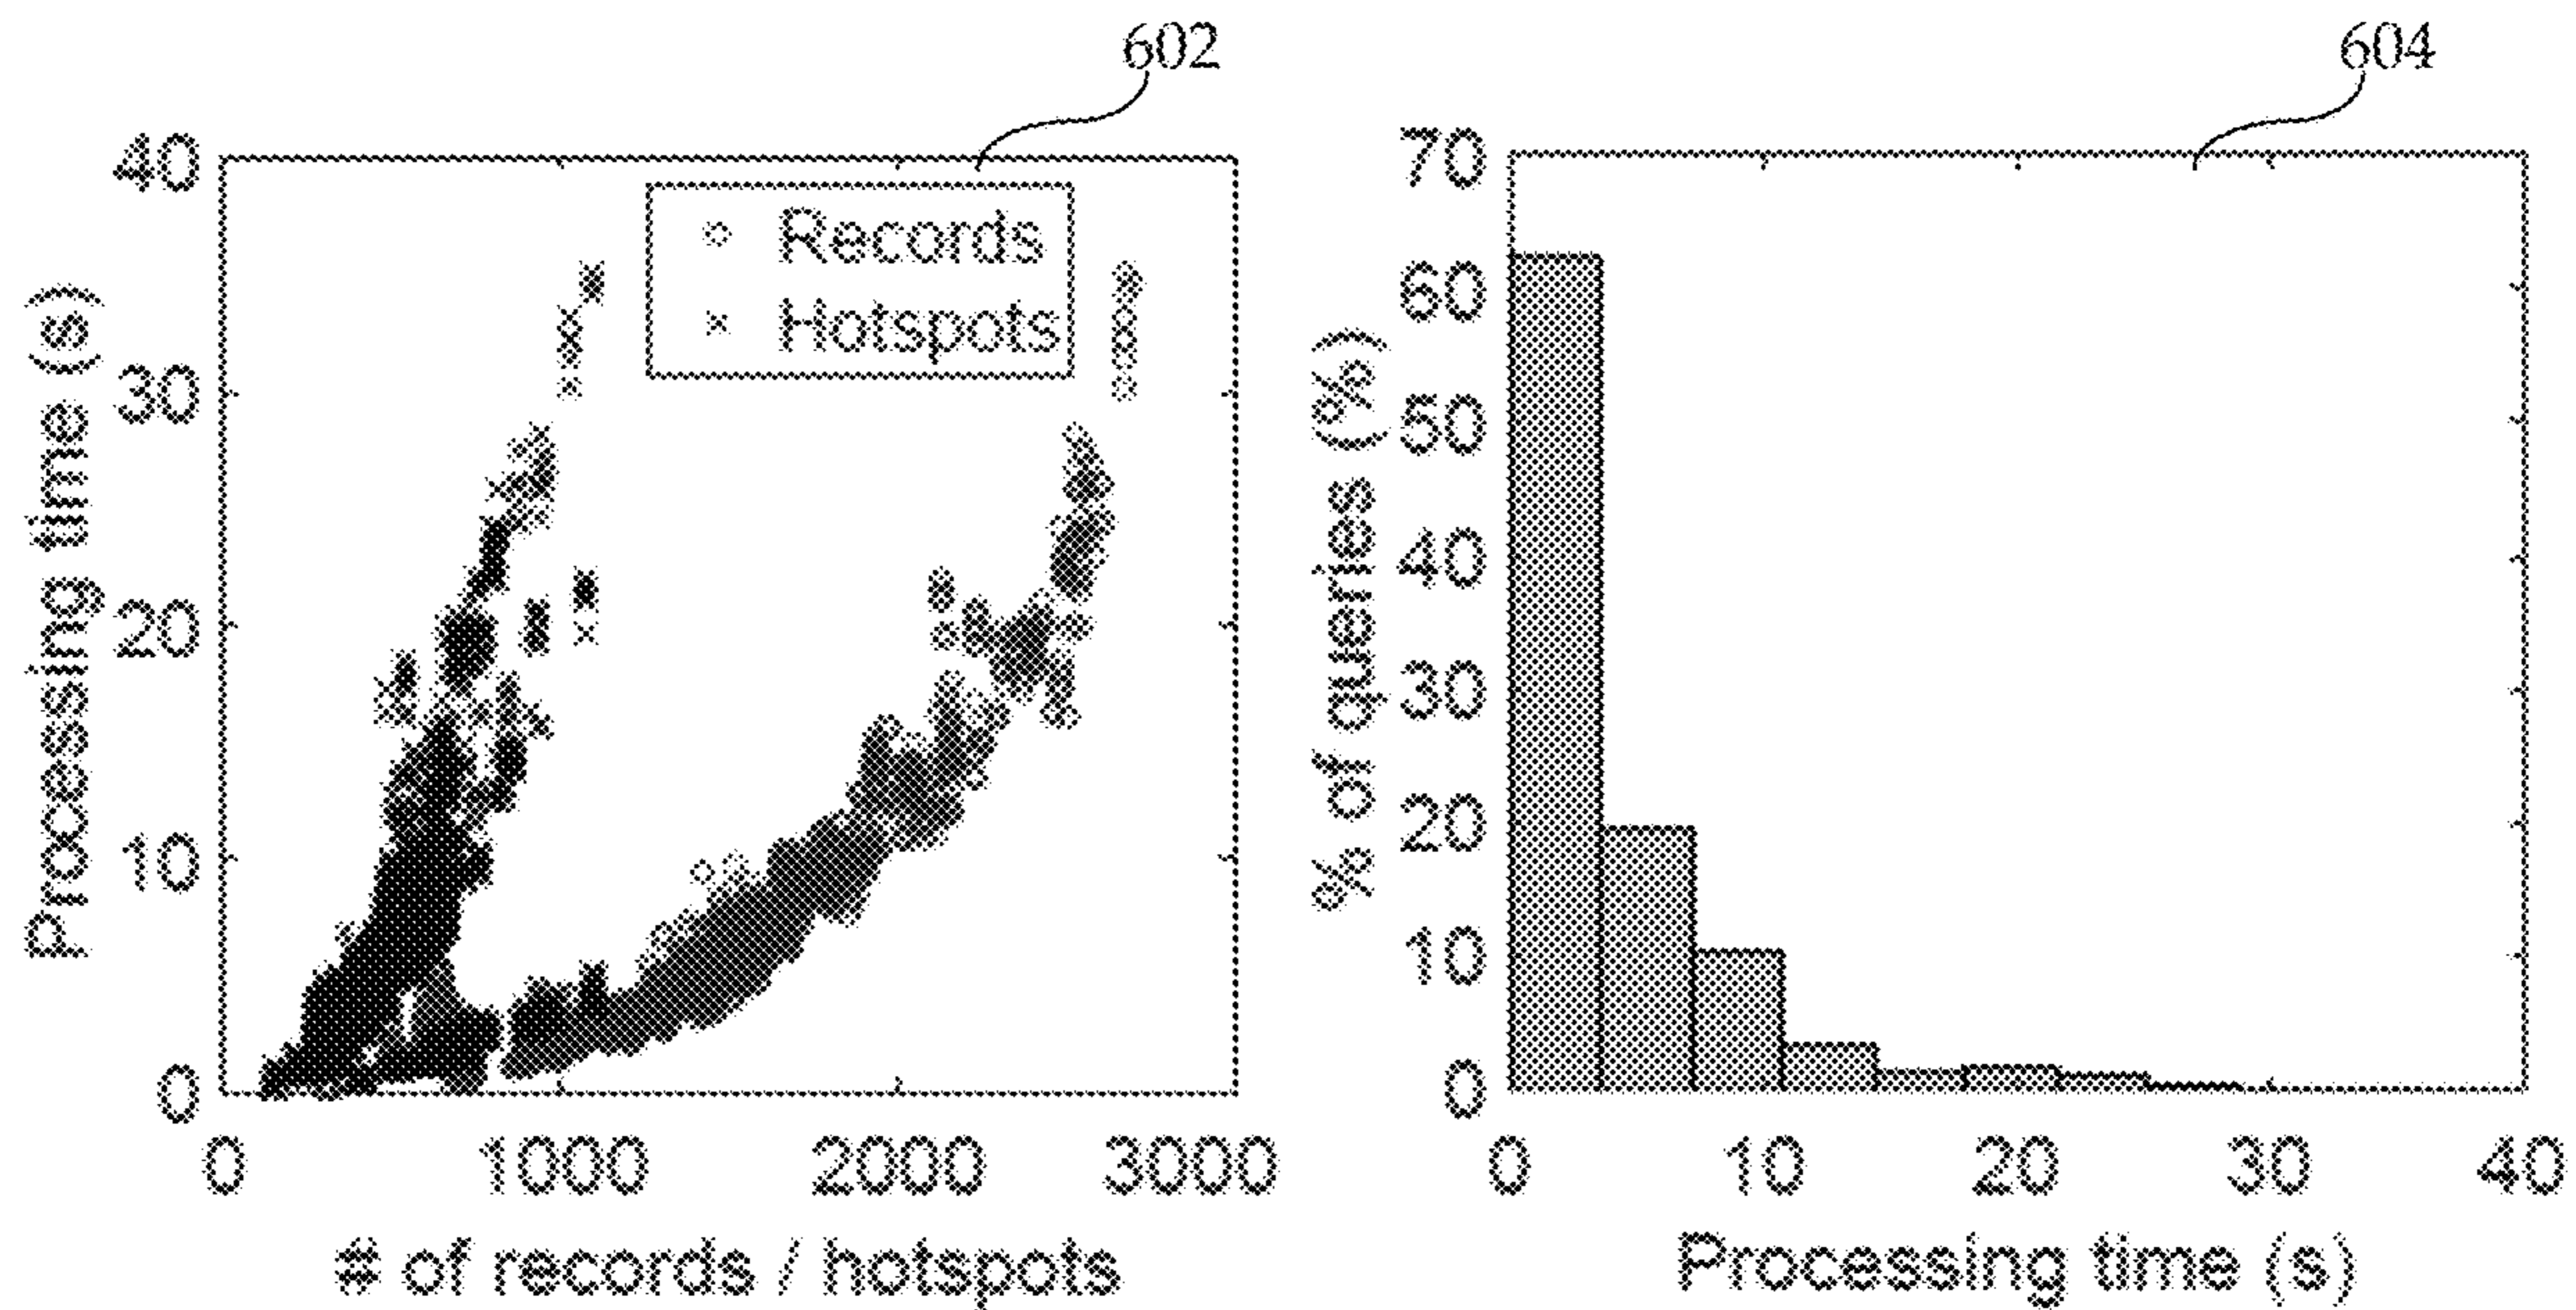 602
604
40
30
20
10
0
Processing time (s)
Records
Hotspots
0 1000 2000 3000
# of records / hotspots
70
60
50
40
30
20
10
0
% of queries (%)
0 10 20 30 40
Processing time (s)